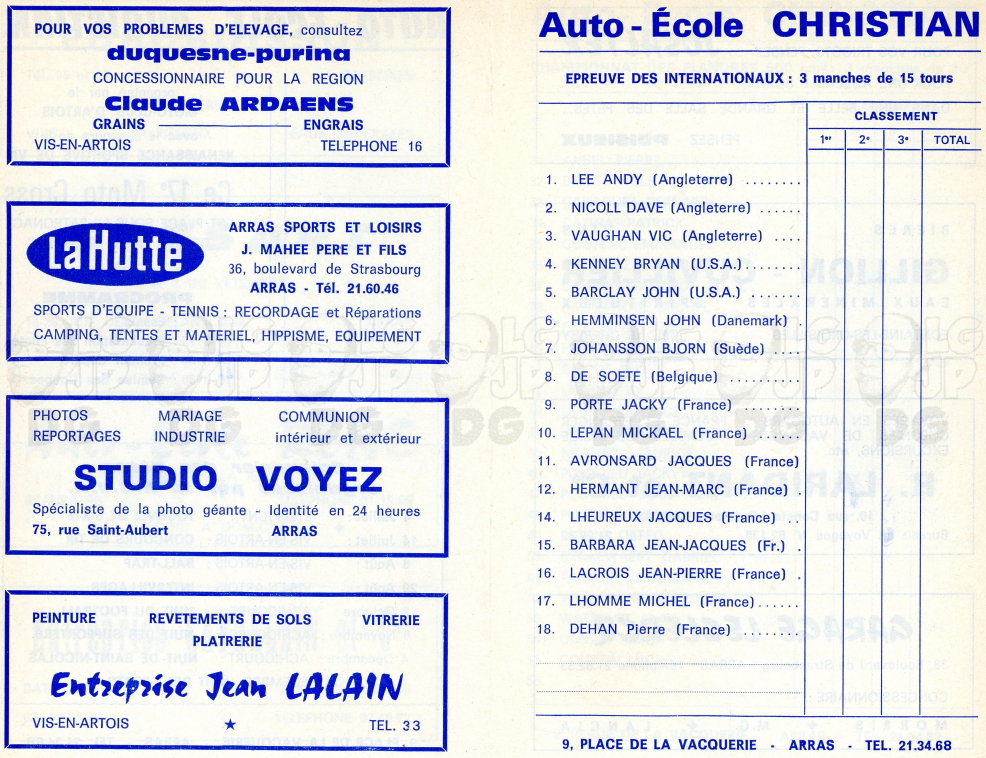 POUR VOS PROBLEMES D'ELEVAGE, consultez
duquesne-purina
CONCESSIONNAIRE POUR LA REGION
Claude ARDAENS
GRAINS ENGRAIS
VIS-EN-ARTOIS TELEPHONE 16
La Hutte
ARRAS SPORTS ET LOISIRS
J. MAHEE PERE ET FILS
36, boulevard de Strasbourg
ARRAS - Tél. 21.60.46
SPORTS D'EQUIPE - TENNIS : RECORDAGE et Réparations
CAMPING, TENTES ET MATERIEL, HIPPISME, EQUIPEMENT
PHOTOS MARIAGE COMMUNION
REPORTAGES INDUSTRIE intérieur et extérieur
STUDIO VOYEZ
Spécialiste de la photo géante - Identité en 24 heures
75, rue Saint-Aubert ARRAS
PEINTURE REVETEMENTS DE SOLS VITRERIE
PLATRERIE
Entreprise Jean LALAIN
VIS-EN-ARTOIS ★ TEL. 33
Auto - École CHRISTIAN
EPREUVE DES INTERNATIONAUX : 3 manches de 15 tours
CLASSEMENT
1er 2e 3e TOTAL
1. LEE ANDY (Angleterre) ........
2. NICOLL DAVE (Angleterre) ......
3. VAUGHAN VIC (Angleterre) ....
4. KENNEY BRYAN (U.S.A.) .......
5. BARCLAY JOHN (U.S.A.) .......
6. HEMMINSEN JOHN (Danemark) .
7. JOHANSSON BJORN (Suède) ....
8. DE SOETE (Belgique) ..........
9. PORTE JACKY (France) ........
10. LEPAN MICKAEL (France) ......
11. AVRONSARD JACQUES (France)
12. HERMANT JEAN-MARC (France)
14. LHEUREUX JACQUES (France) ..
15. BARBARA JEAN-JACQUES (Fr.) .
16. LACROIS JEAN-PIERRE (France) .
17. LHOMME MICHEL (France)......
18. DEHAN Pierre (France) ........
9, PLACE DE LA VACQUERIE - ARRAS - TEL. 21.34.68
LG JP DG